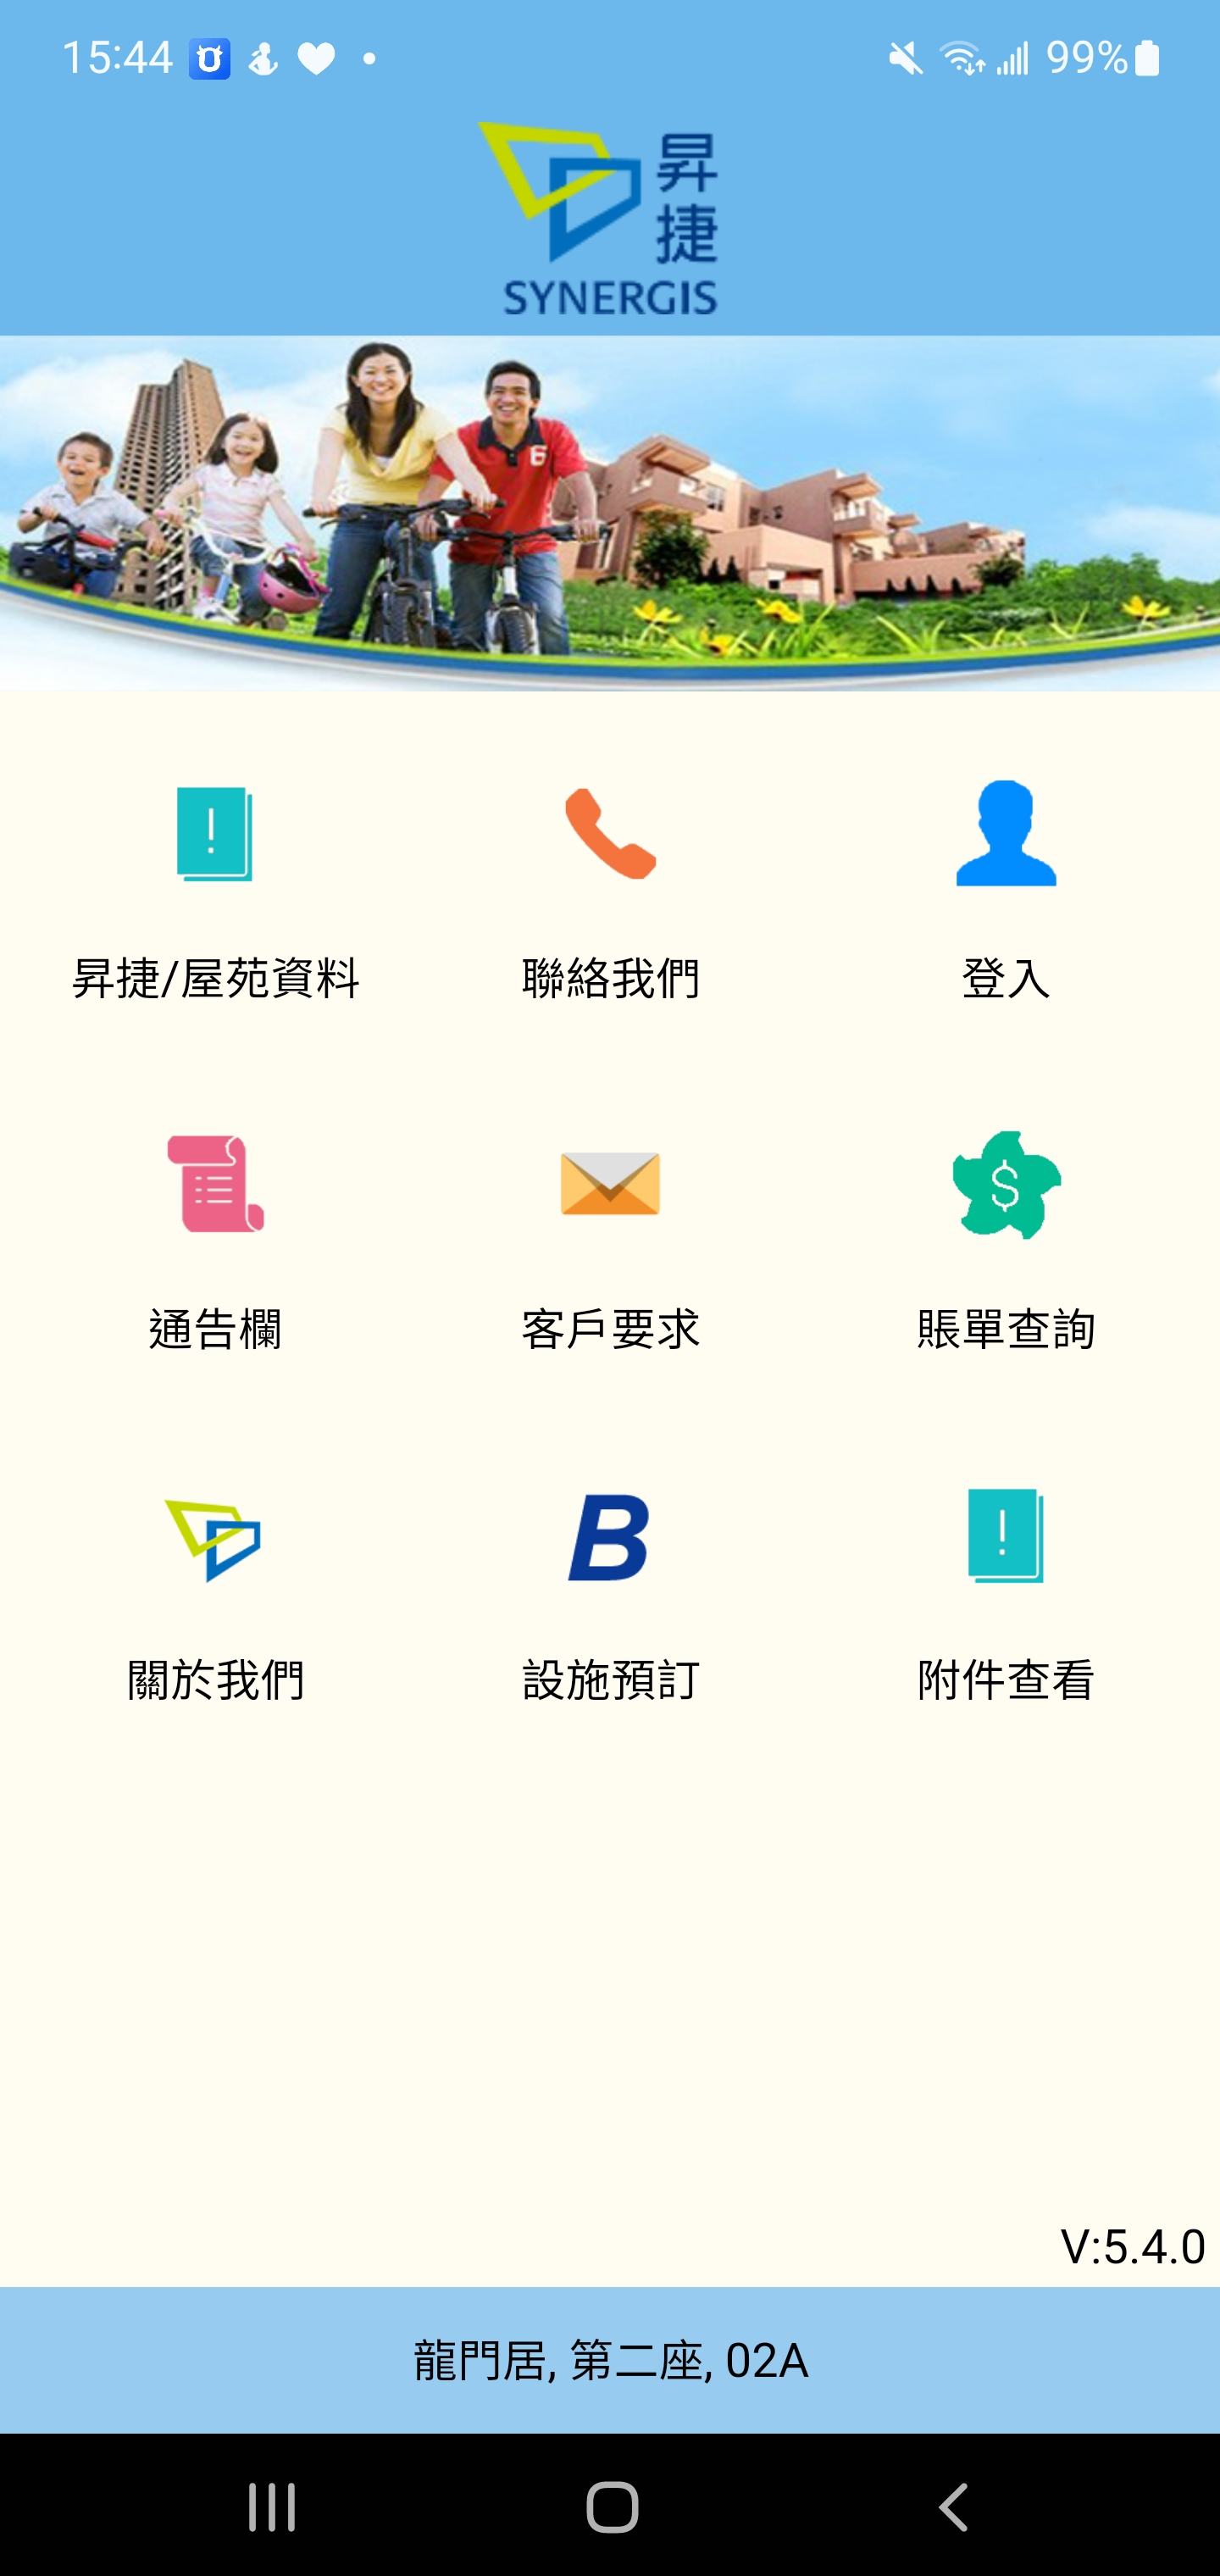 15:44
99%
昇
捷
SYNERGIS
昇捷/屋苑資料
聯絡我們
登入
通告欄
客戶要求
賬單查詢
B
關於我們
設施預訂
附件查看
V:5.4.0
龍門居, 第二座, 02A